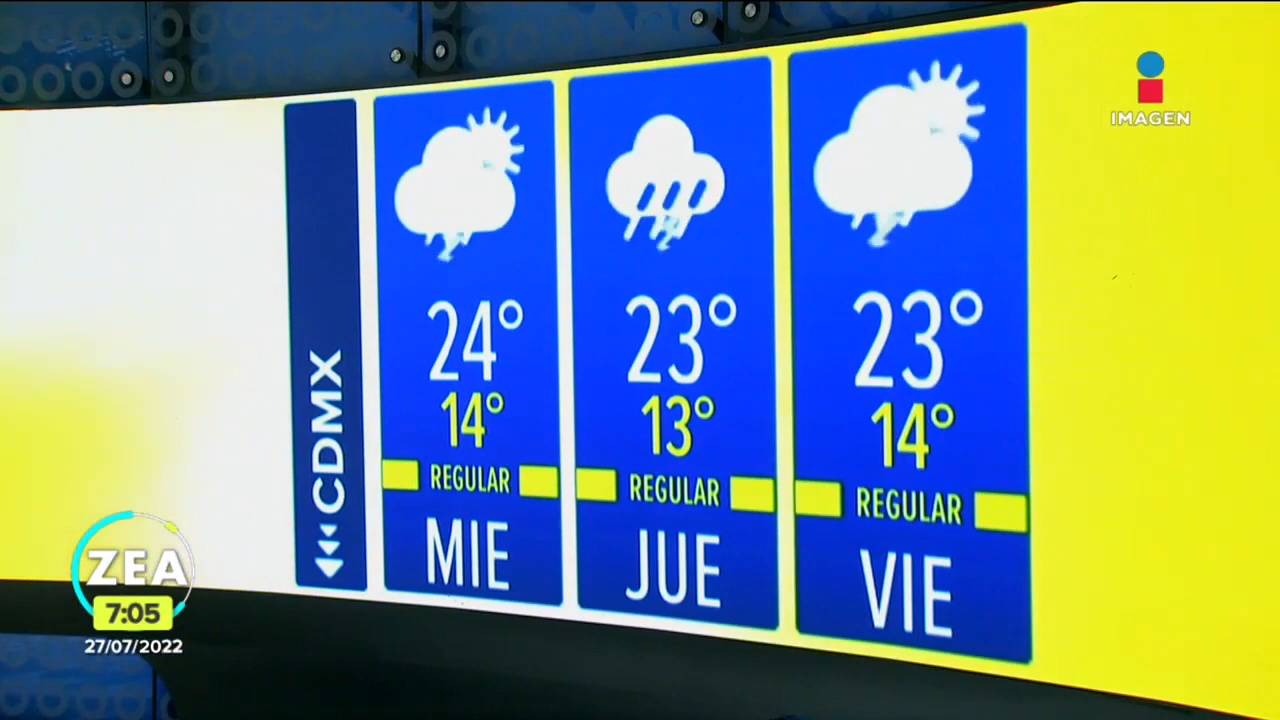 IMAGEN
CDMX
24°
14°
REGULAR
MIE
23°
13°
REGULAR
JUE
23°
14°
REGULAR
VIE
ZEA
7:05
27/07/2022